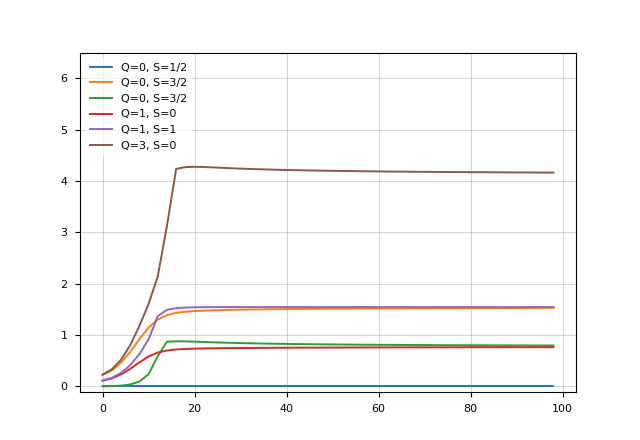 Q=0, S=1/2
Q=0, S=3/2
Q=0, S=3/2
Q=1, S=0
Q=1, S=1
Q=3, S=0
6
5
4
3
2
1
0
0 20 40 60 80 100